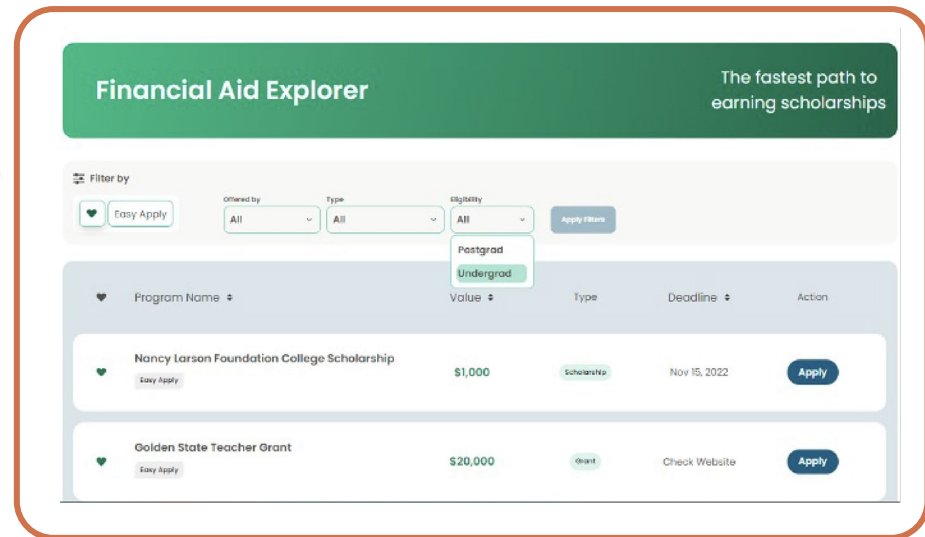 Financial Aid Explorer
The fastest path to
earning scholarships
Filter by
Easy Apply
Offered by
All
Type
All
Eligibility
All
Apply Filters
Postgrad
Undergrad
Program Name
Value
Type
Deadline
Action
Nancy Larson Foundation College Scholarship
Easy Apply
$1,000
Scholarship
Nov 15, 2022
Apply
Golden State Teacher Grant
Easy Apply
$20,000
Grant
Check Website
Apply